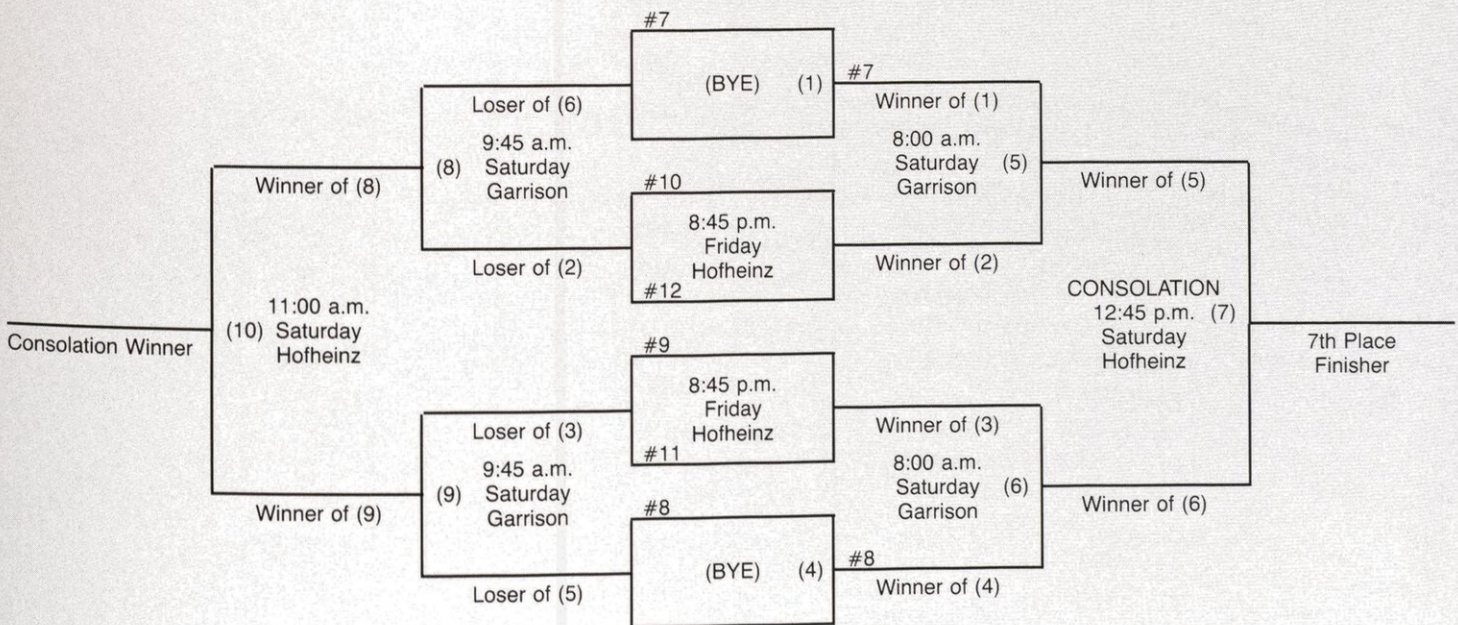 #7
(BYE) (1)
#7
Winner of (1)
Loser of (6)
9:45 a.m.
(8) Saturday
Garrison
8:00 a.m.
Saturday (5)
Garrison
Winner of (8)
Winner of (5)
#10
8:45 p.m.
Friday
Hofheinz
#12
Loser of (2)
Winner of (2)
11:00 a.m.
(10) Saturday
Hofheinz
Consolation Winner
CONSOLATION
12:45 p.m. (7)
Saturday
Hofheinz
7th Place
Finisher
#9
8:45 p.m.
Friday
Hofheinz
#11
Loser of (3)
Winner of (3)
9:45 a.m.
(9) Saturday
Garrison
8:00 a.m.
Saturday (6)
Garrison
Winner of (9)
Winner of (6)
#8
(BYE) (4)
#8
Loser of (5)
Winner of (4)